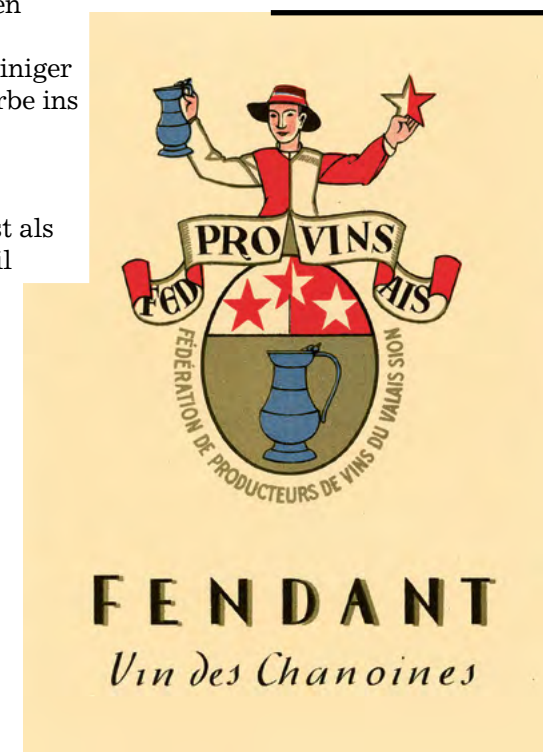 en
iniger
rbe ins
st als
il
PRO VINS
FED AIS
FÉDÉRATION DE PRODUCTEURS DE VINS DU VALAIS SION
FENDANT
Vin des Chanoines